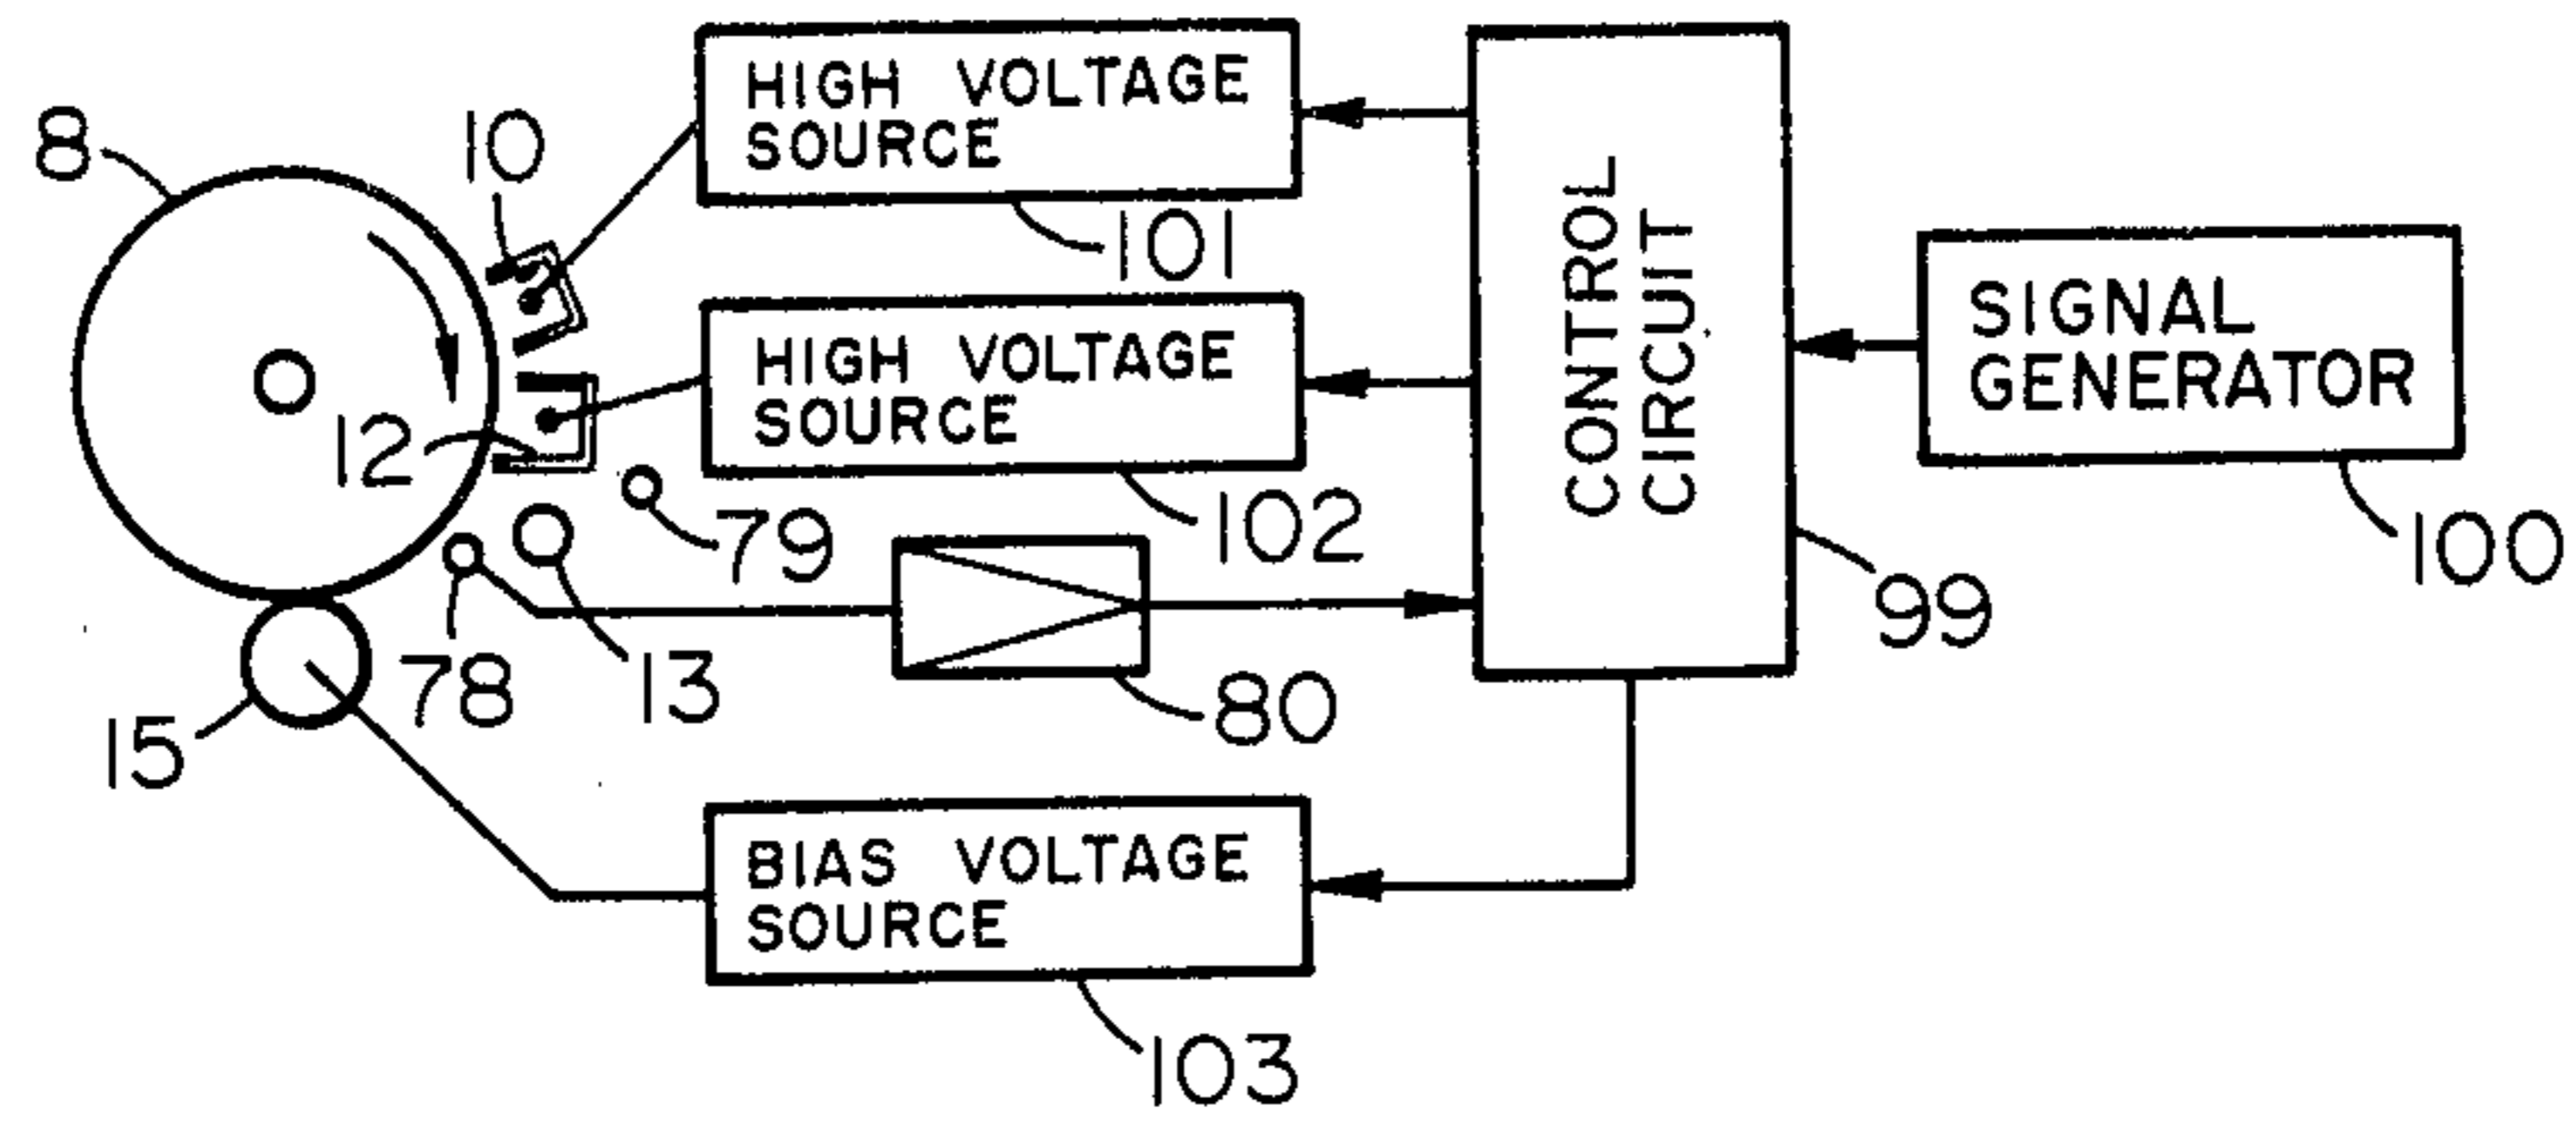 8
10
HIGH VOLTAGE
SOURCE
101
CONTROL
CIRCUIT
SIGNAL
GENERATOR
12
HIGH VOLTAGE
SOURCE
79
102
100
99
78
13
80
15
BIAS VOLTAGE
SOURCE
103